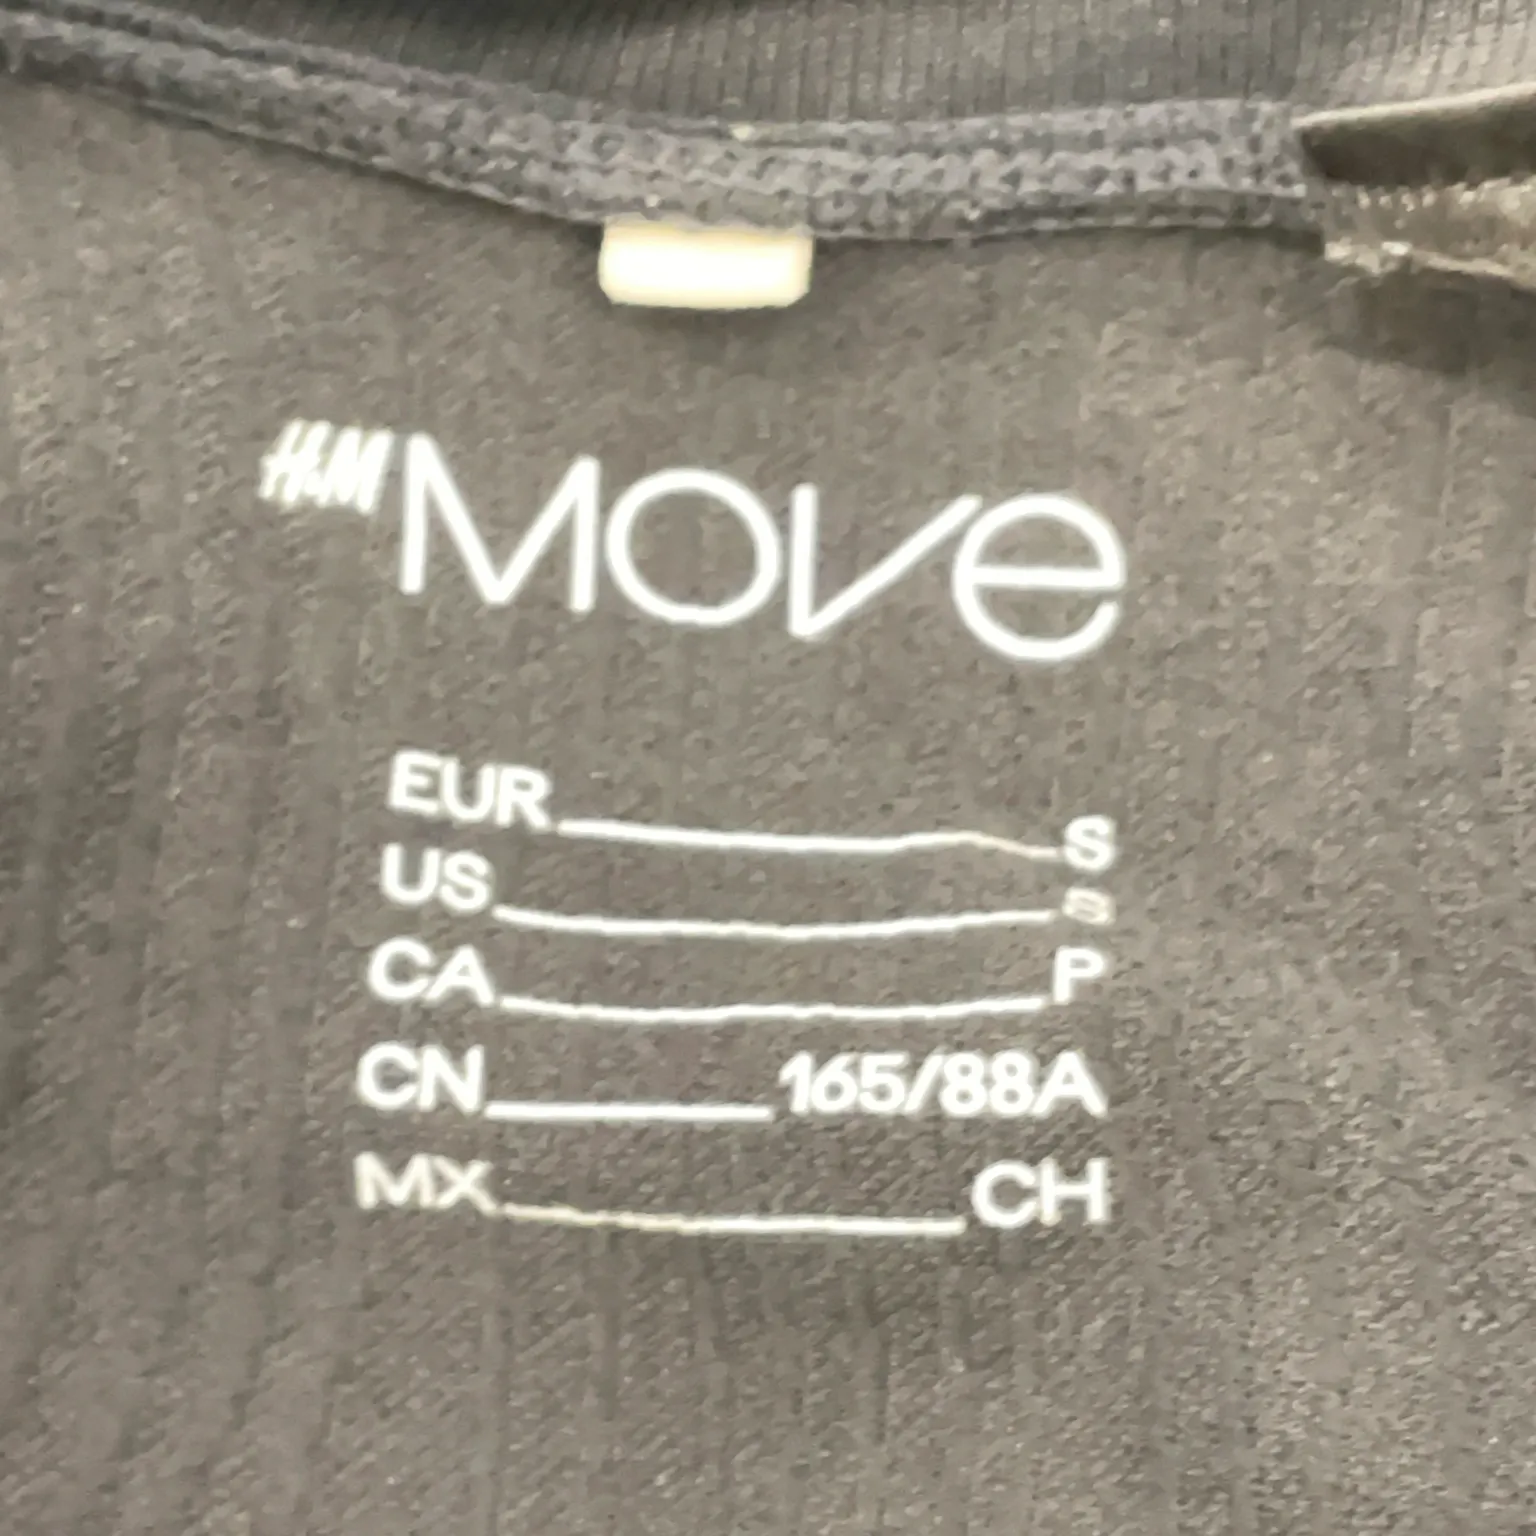 H&M MOVe
EUR S
US S
CA P
CN 165/88A
MX CH